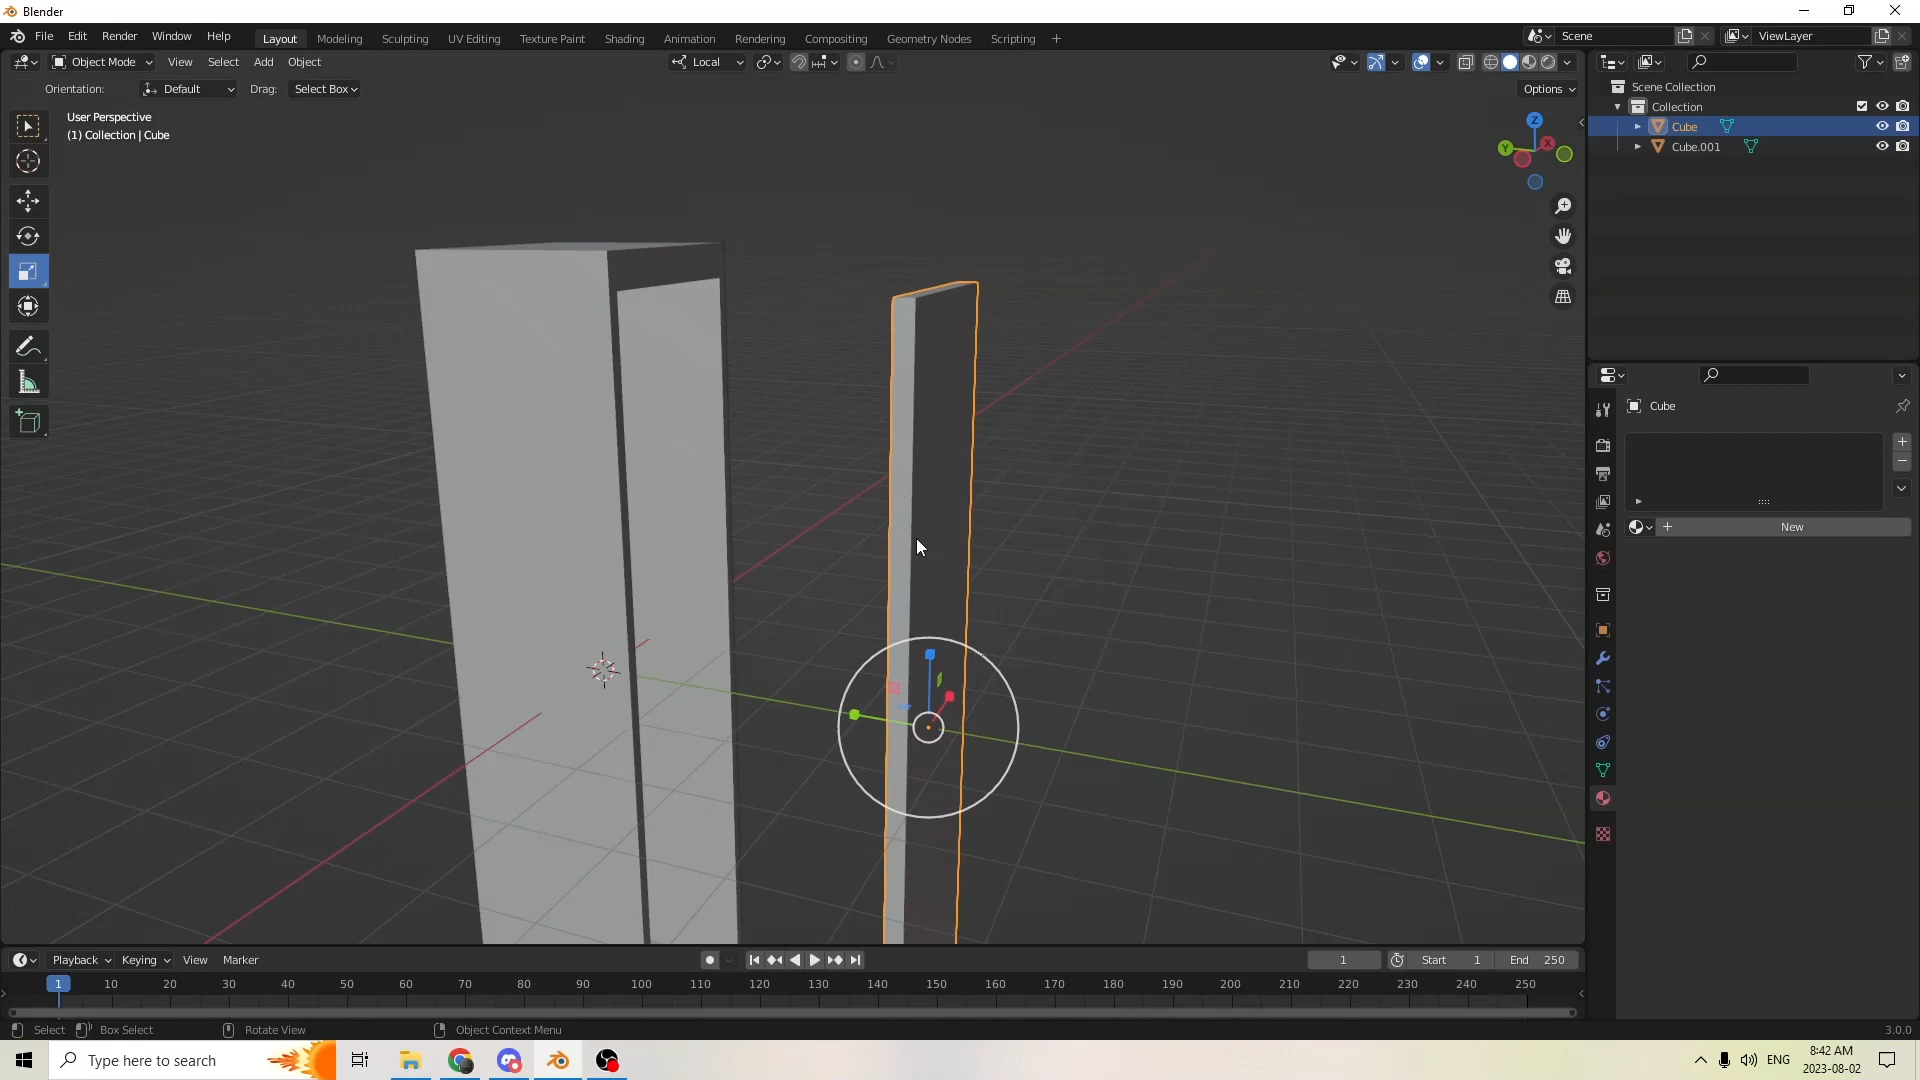 Blender
File Edit Render Window Help
Layout Modeling Sculpting UV Editing Texture Paint Shading Animation Rendering Compositing Geometry Nodes Scripting +
Scene
ViewLayer
Object Mode View Select Add Object
Local
Orientation: Default Drag: Select Box
Options
User Perspective
(1) Collection | Cube
Z
Y
X
Scene Collection
Collection
Cube
Cube.001
Cube
New
Playback Keying View Marker
1
Start 1
End 250
1 10 20 30 40 50 60 70 80 90 100 110 120 130 140 150 160 170 180 190 200 210 220 230 240 250
Select Box Select Rotate View Object Context Menu
3.0.0
Type here to search
ENG
8:42 AM
2023-08-02